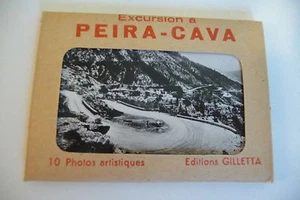 Excursion à
PEIRA-CAVA
10 Photos artistiques Editions GILLETTA